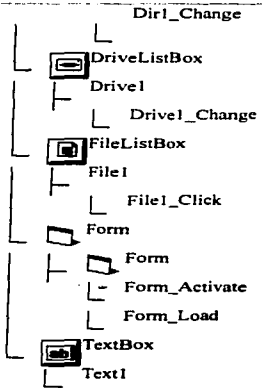 Dir1_Change
DriveListBox
Drive1
Drive1_Change
FileListBox
File1
File1_Click
Form
Form
Form_Activate
Form_Load
TextBox
Text1